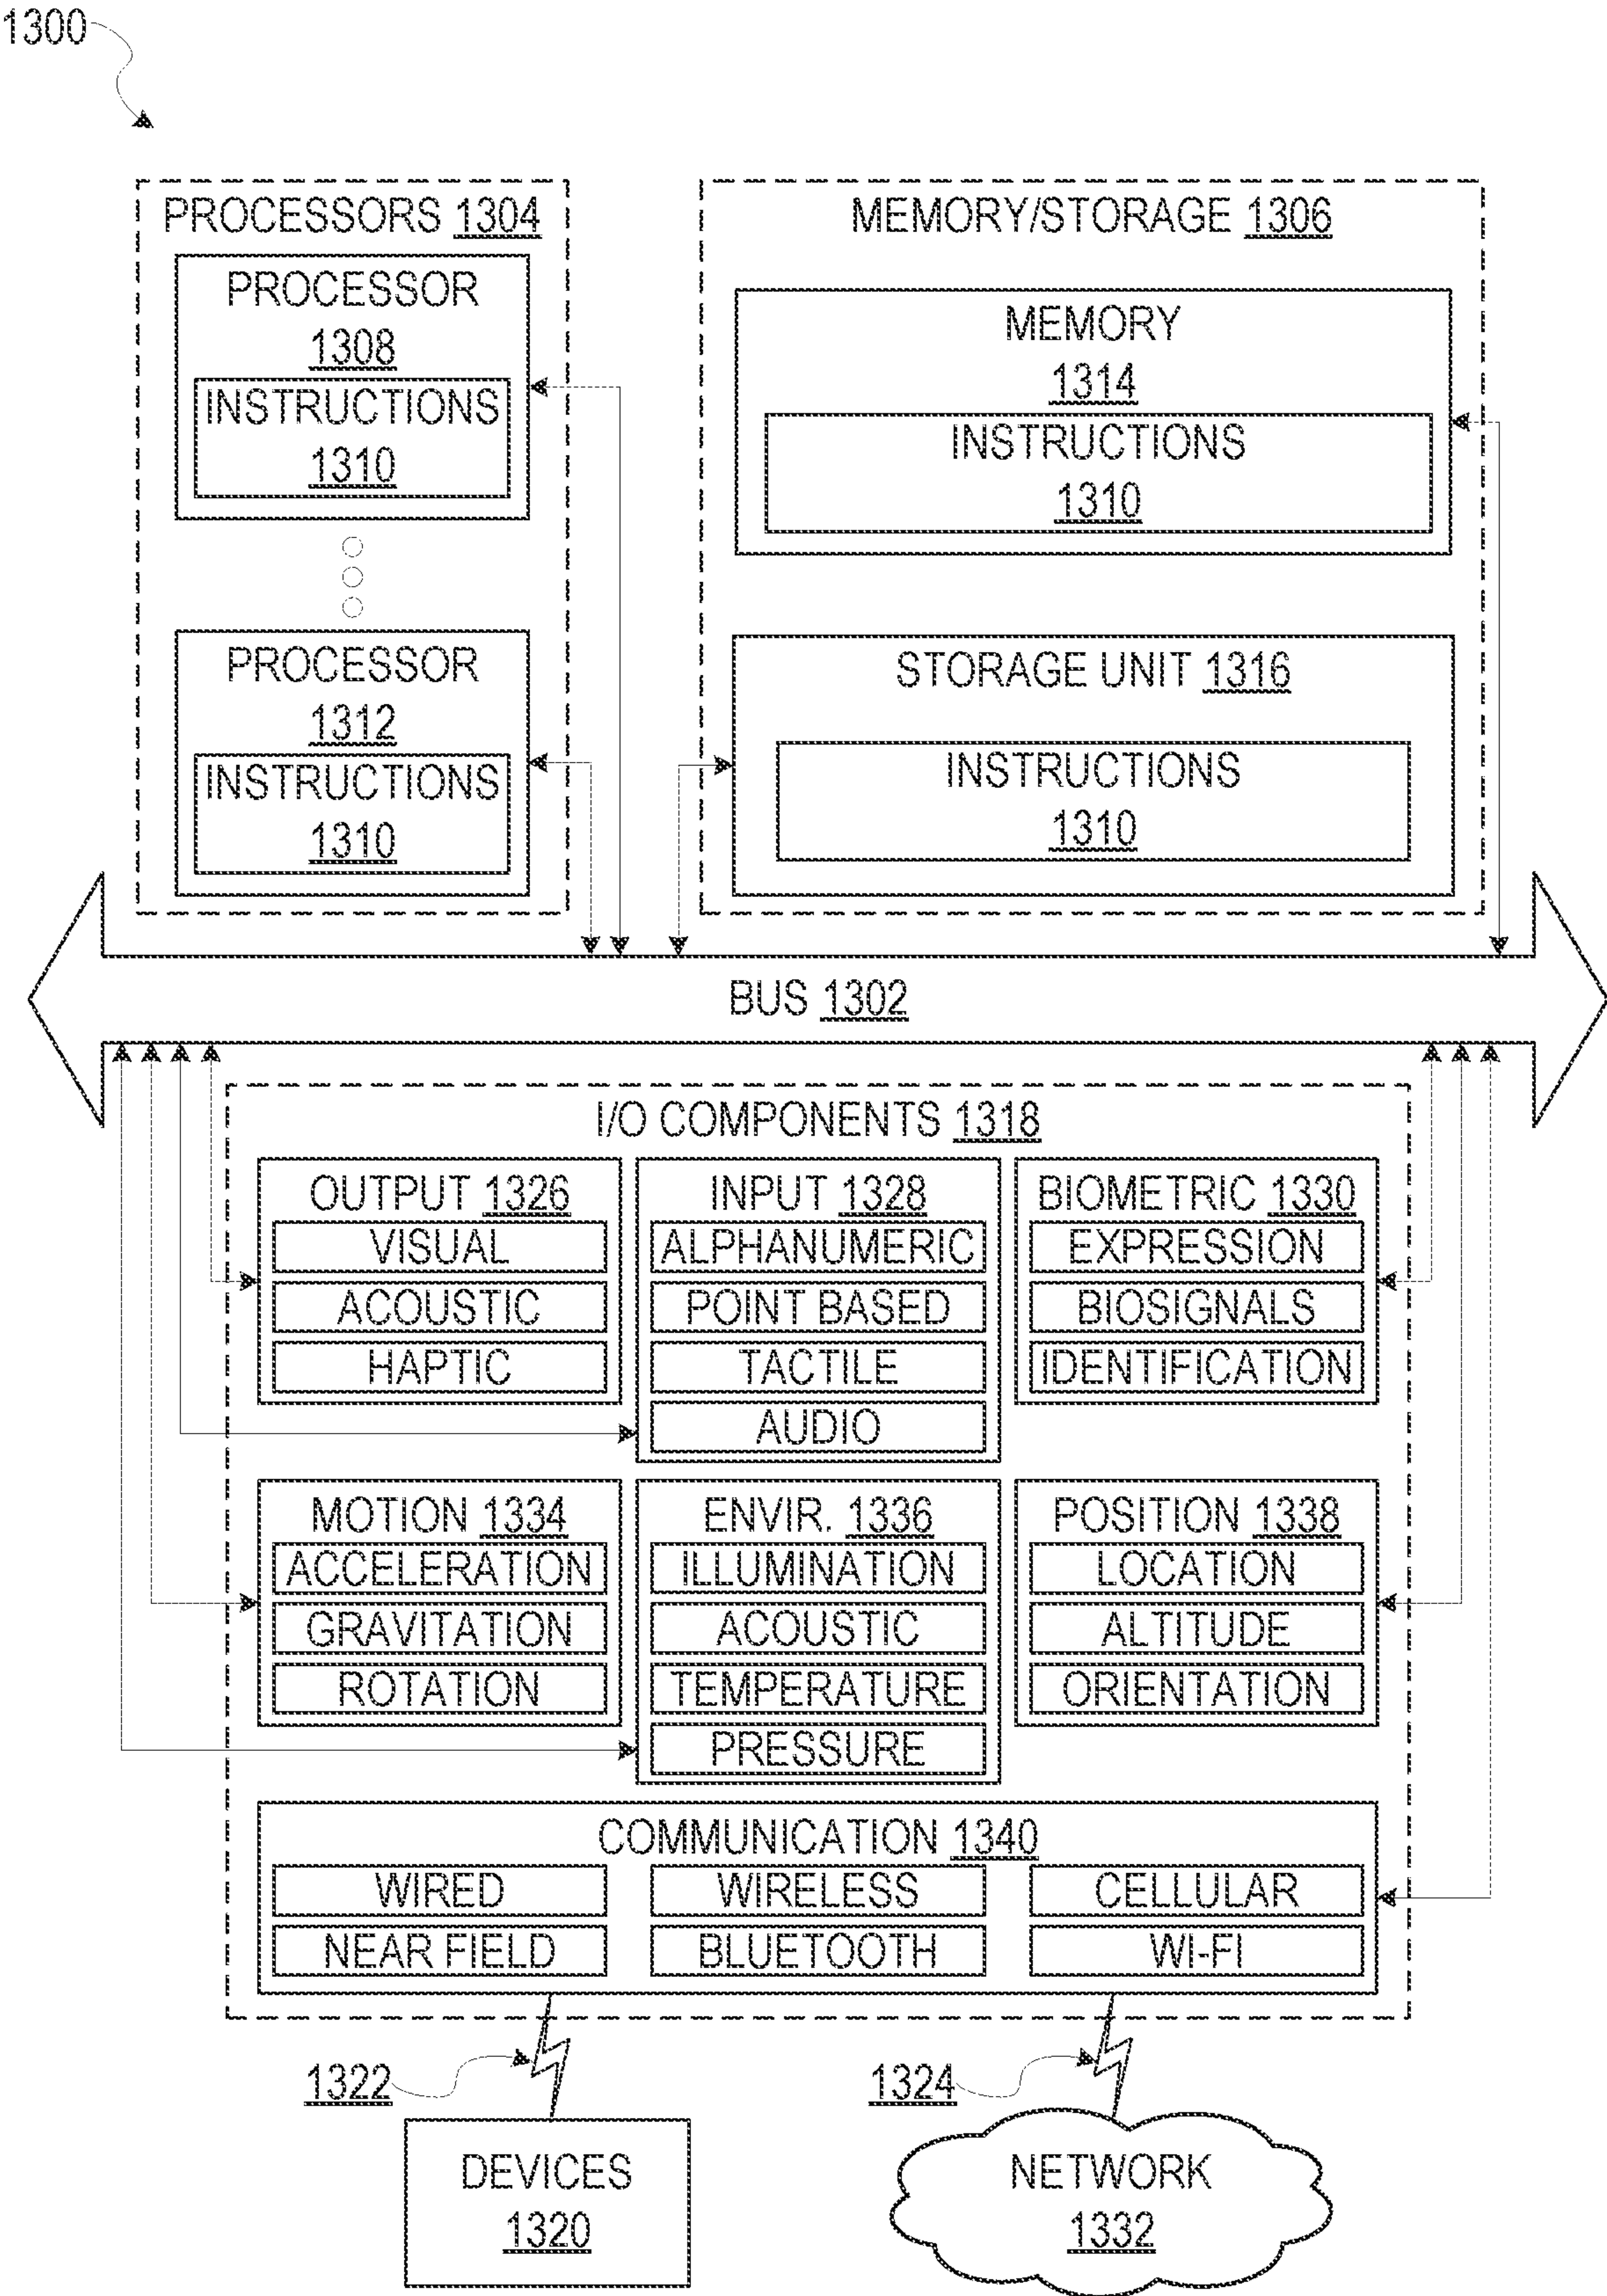 1300
PROCESSORS 1304
PROCESSOR
1308
INSTRUCTIONS
1310
PROCESSOR
1312
INSTRUCTIONS
1310
MEMORY/STORAGE 1306
MEMORY
1314
INSTRUCTIONS
1310
STORAGE UNIT 1316
INSTRUCTIONS
1310
BUS 1302
I/O COMPONENTS 1318
OUTPUT 1326
VISUAL
ACOUSTIC
HAPTIC
INPUT 1328
ALPHANUMERIC
POINT BASED
TACTILE
AUDIO
BIOMETRIC 1330
EXPRESSION
BIOSIGNALS
IDENTIFICATION
MOTION 1334
ACCELERATION
GRAVITATION
ROTATION
ENVIR. 1336
ILLUMINATION
ACOUSTIC
TEMPERATURE
PRESSURE
POSITION 1338
LOCATION
ALTITUDE
ORIENTATION
COMMUNICATION 1340
WIRED
WIRELESS
CELLULAR
NEAR FIELD
BLUETOOTH
WI-FI
1322
1324
DEVICES
1320
NETWORK
1332